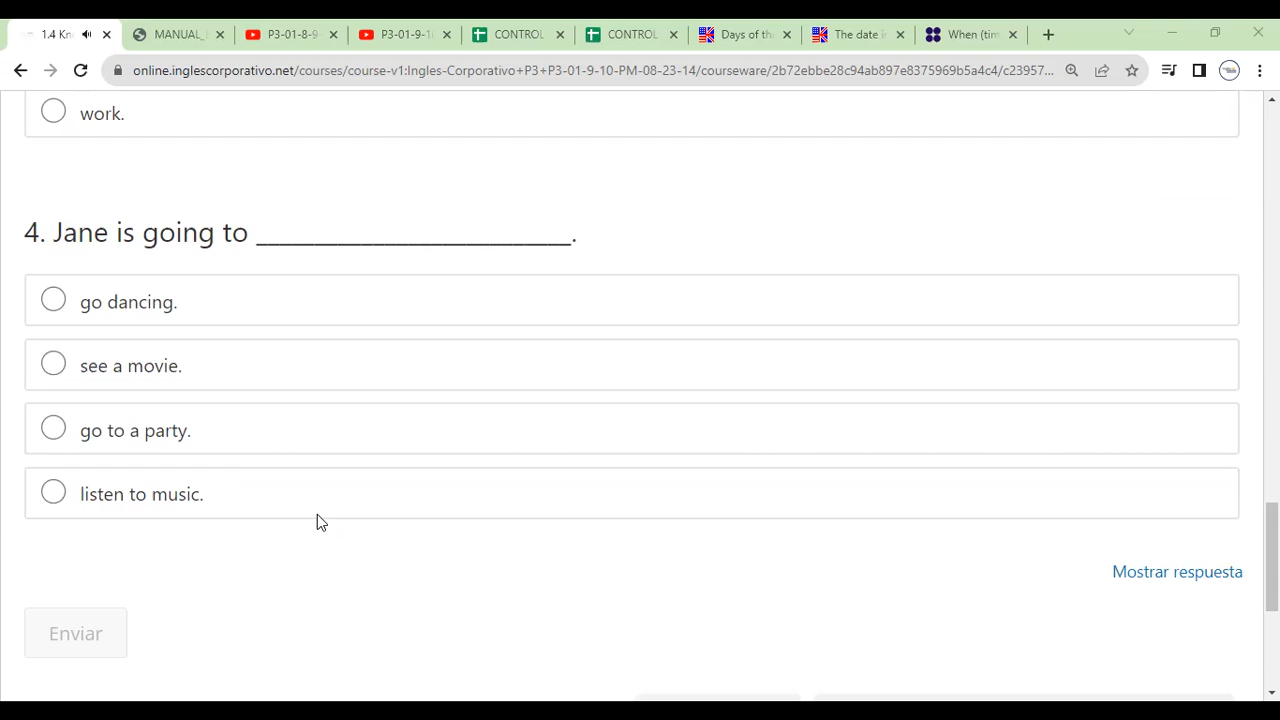 1.4 Kn
MANUAL_
P3-01-8-9
P3-01-9-1
CONTROL
CONTROL
Days of th
The date i
When (tim
online.inglescorporativo.net/courses/course-v1:Ingles-Corporativo+P3+P3-01-9-10-PM-08-23-14/courseware/2b72ebbe28c94ab897e8375969b5a4c4/c23957...
work.
4. Jane is going to ___________________________.
go dancing.
see a movie.
go to a party.
listen to music.
Mostrar respuesta
Enviar